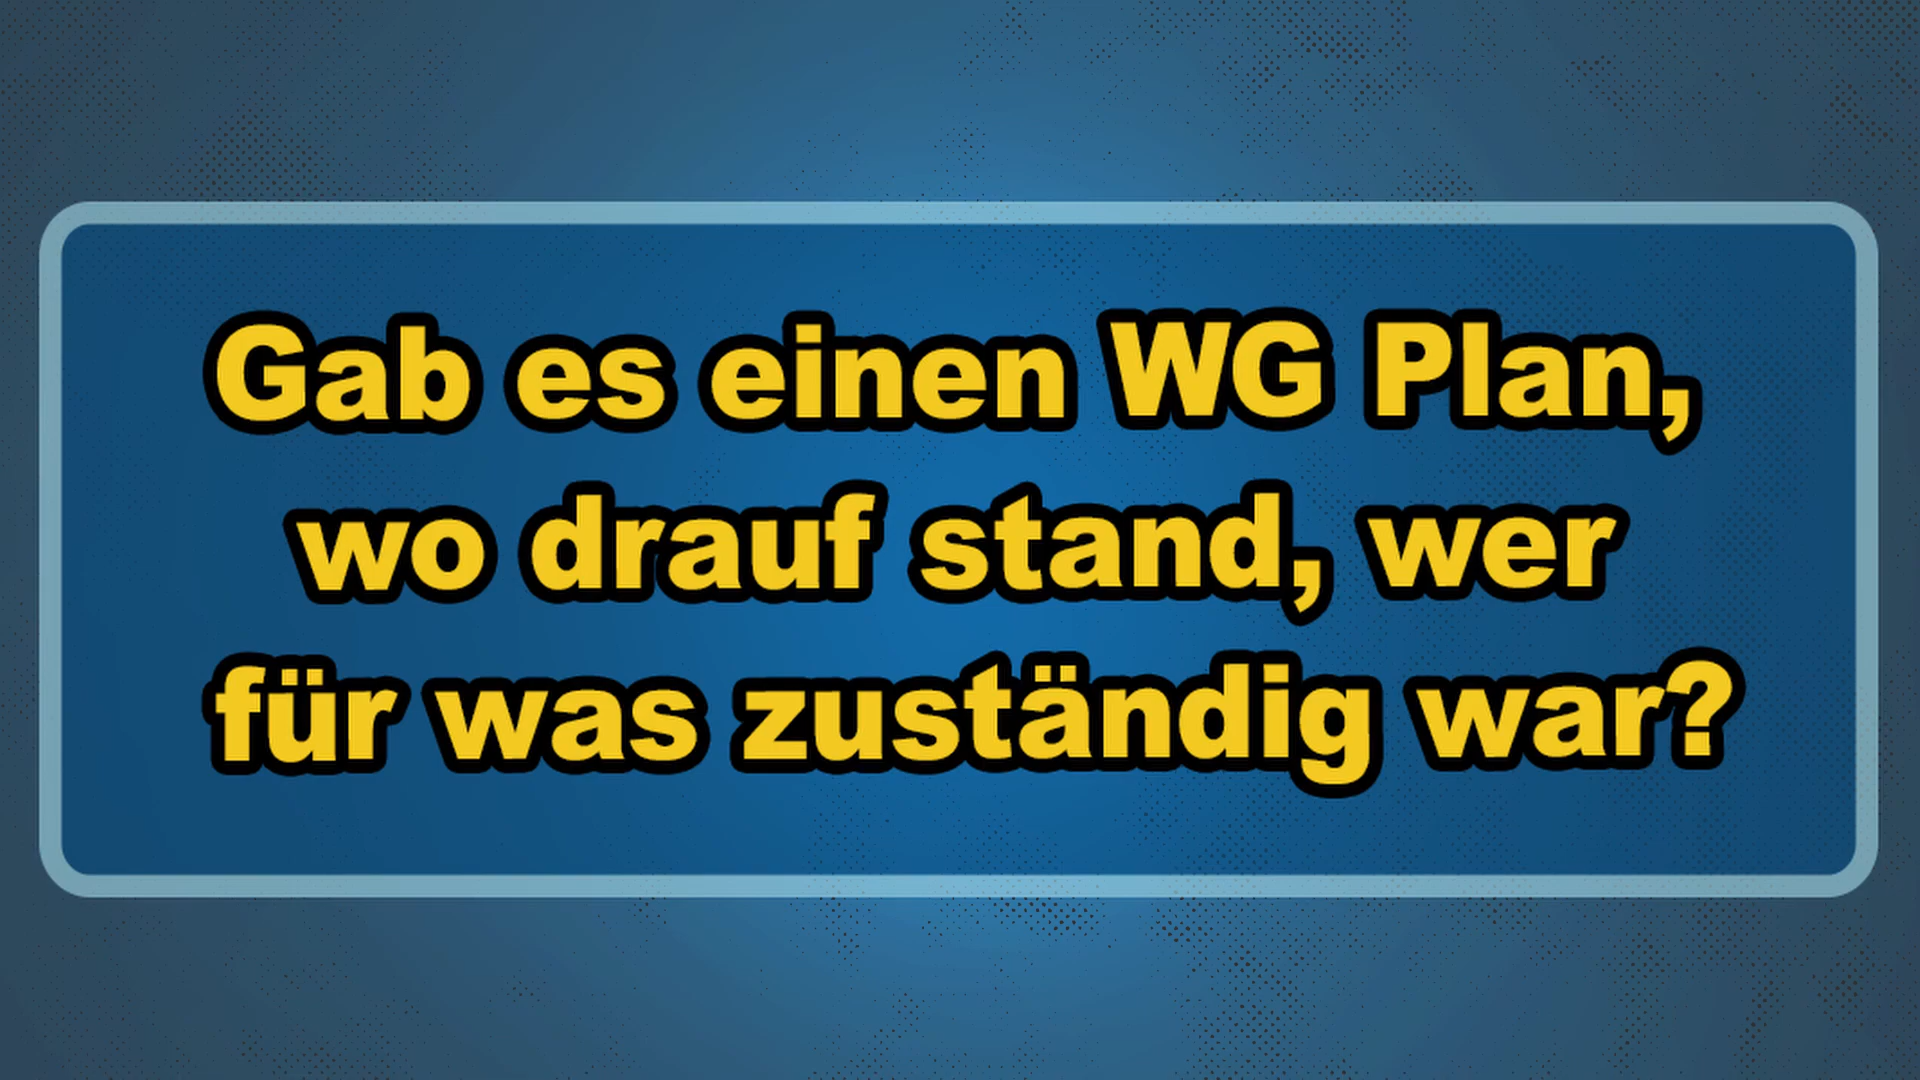 Gab es einen WG Plan,
wo drauf stand, wer
für was zuständig war?